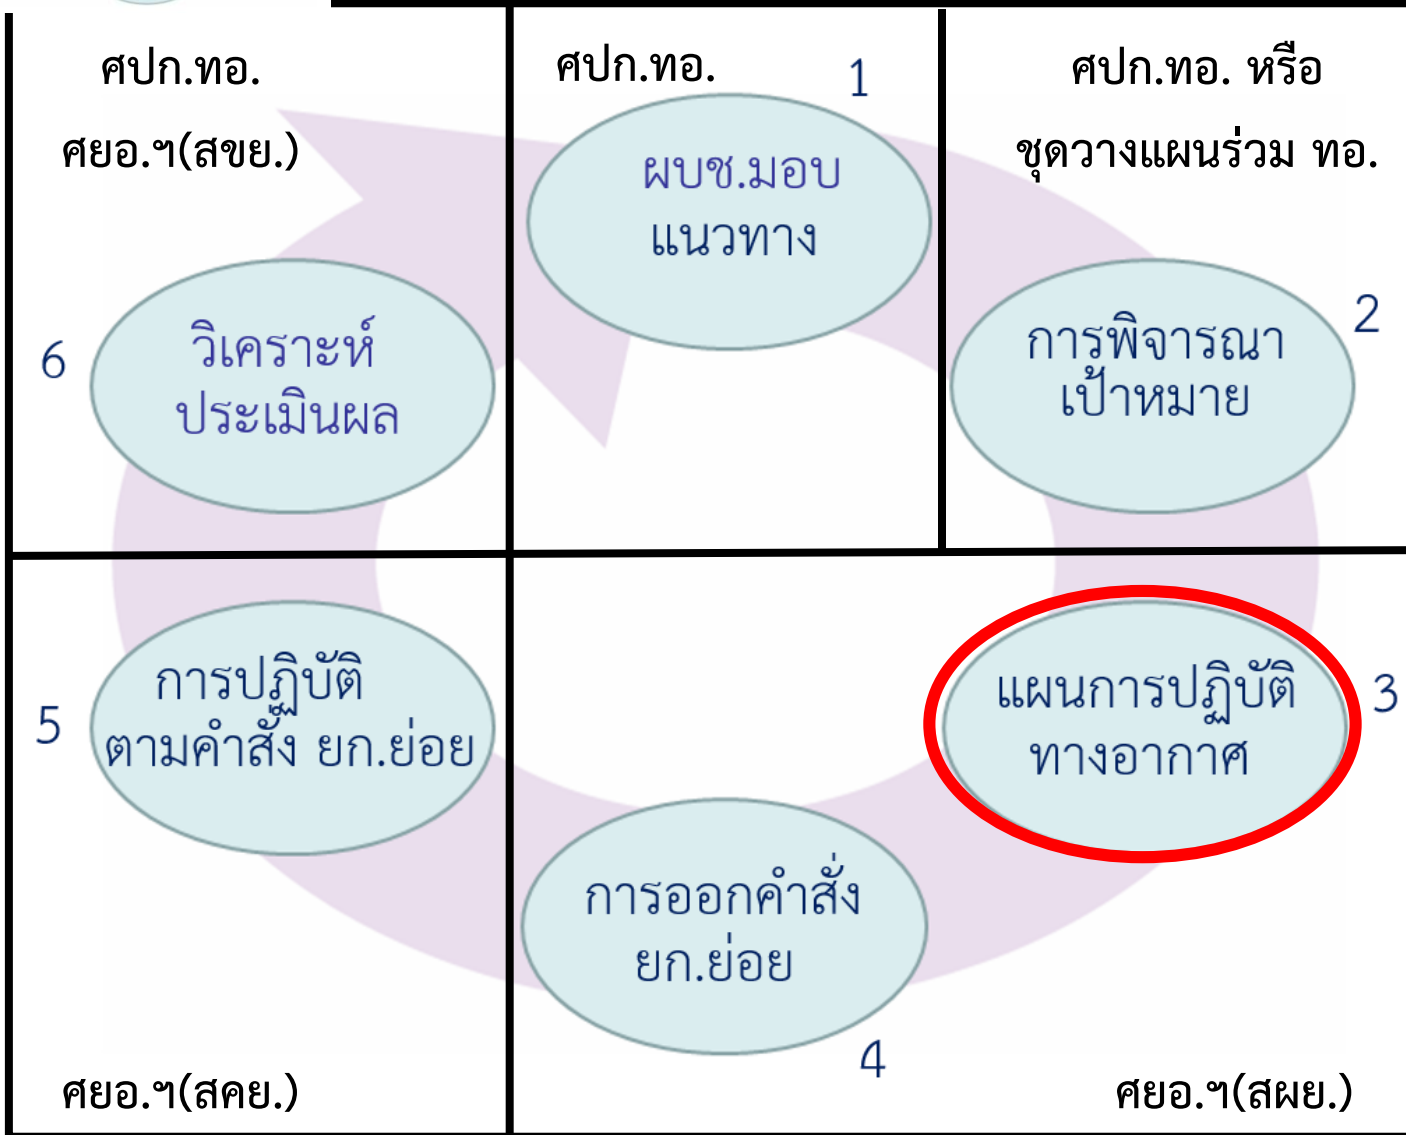 ศปก.ทอ.
ศยอ.ฯ(สขย.)
ศปก.ทอ.
1
ผบช.มอบ
แนวทาง
ศปก.ทอ. หรือ
ชุดวางแผนร่วม ทอ.
2
การพิจารณา
เป้าหมาย
6
วิเคราะห์
ประเมินผล
5
การปฏิบัติ
ตามคำสั่ง ยก.ย่อย
ศยอ.ฯ(สคย.)
3
แผนการปฏิบัติ
ทางอากาศ
การออกคำสั่ง
ยก.ย่อย
4
ศยอ.ฯ(สผย.)